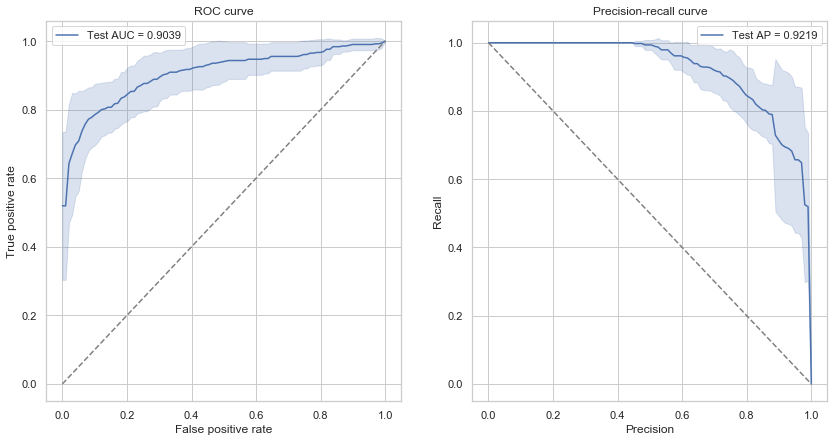 ROC curve
Test AUC = 0.9039
True positive rate
1.0
0.8
0.6
0.4
0.2
0.0
0.0 0.2 0.4 0.6 0.8 1.0
False positive rate
Precision-recall curve
Test AP = 0.9219
Recall
1.0
0.8
0.6
0.4
0.2
0.0
0.0 0.2 0.4 0.6 0.8 1.0
Precision